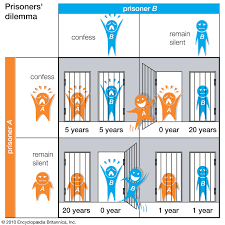 Prisoners'
dilemma
prisoner B
confess
remain
silent
prisoner A
confess
A
B
A
B
A
B
5 years 5 years 0 year 20 years
remain
silent
A
B
A
B
20 years 0 year 1 year 1 year
© 2010 Encyclopædia Britannica, Inc.